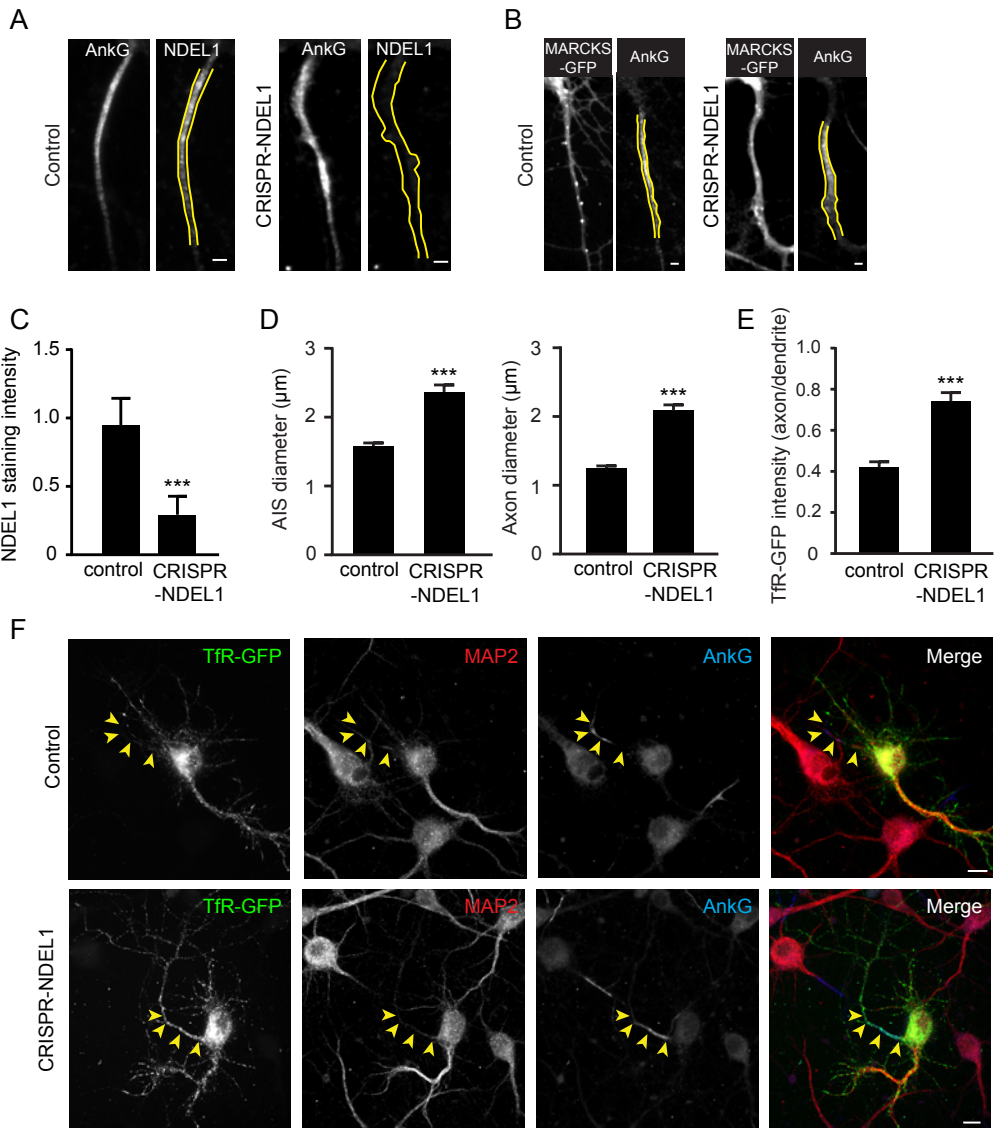 A
AnkG
NDEL1
Control
AnkG
NDEL1
CRISPR-NDEL1
B
MARCKS
-GFP
AnkG
Control
MARCKS
-GFP
AnkG
CRISPR-NDEL1
C
NDEL1 staining intensity
1.5
1.0
0.5
0
***
control
CRISPR
-NDEL1
D
AIS diameter (μm)
3
2
1
0
***
control
CRISPR
-NDEL1
Axon diameter (μm)
3
2
1
0
***
control
CRISPR
-NDEL1
E
TfR-GFP intensity (axon/dendrite)
1.0
0.8
0.6
0.4
0.2
0
***
control
CRISPR
-NDEL1
F
Control
TfR-GFP
MAP2
AnkG
Merge
CRISPR-NDEL1
TfR-GFP
MAP2
AnkG
Merge